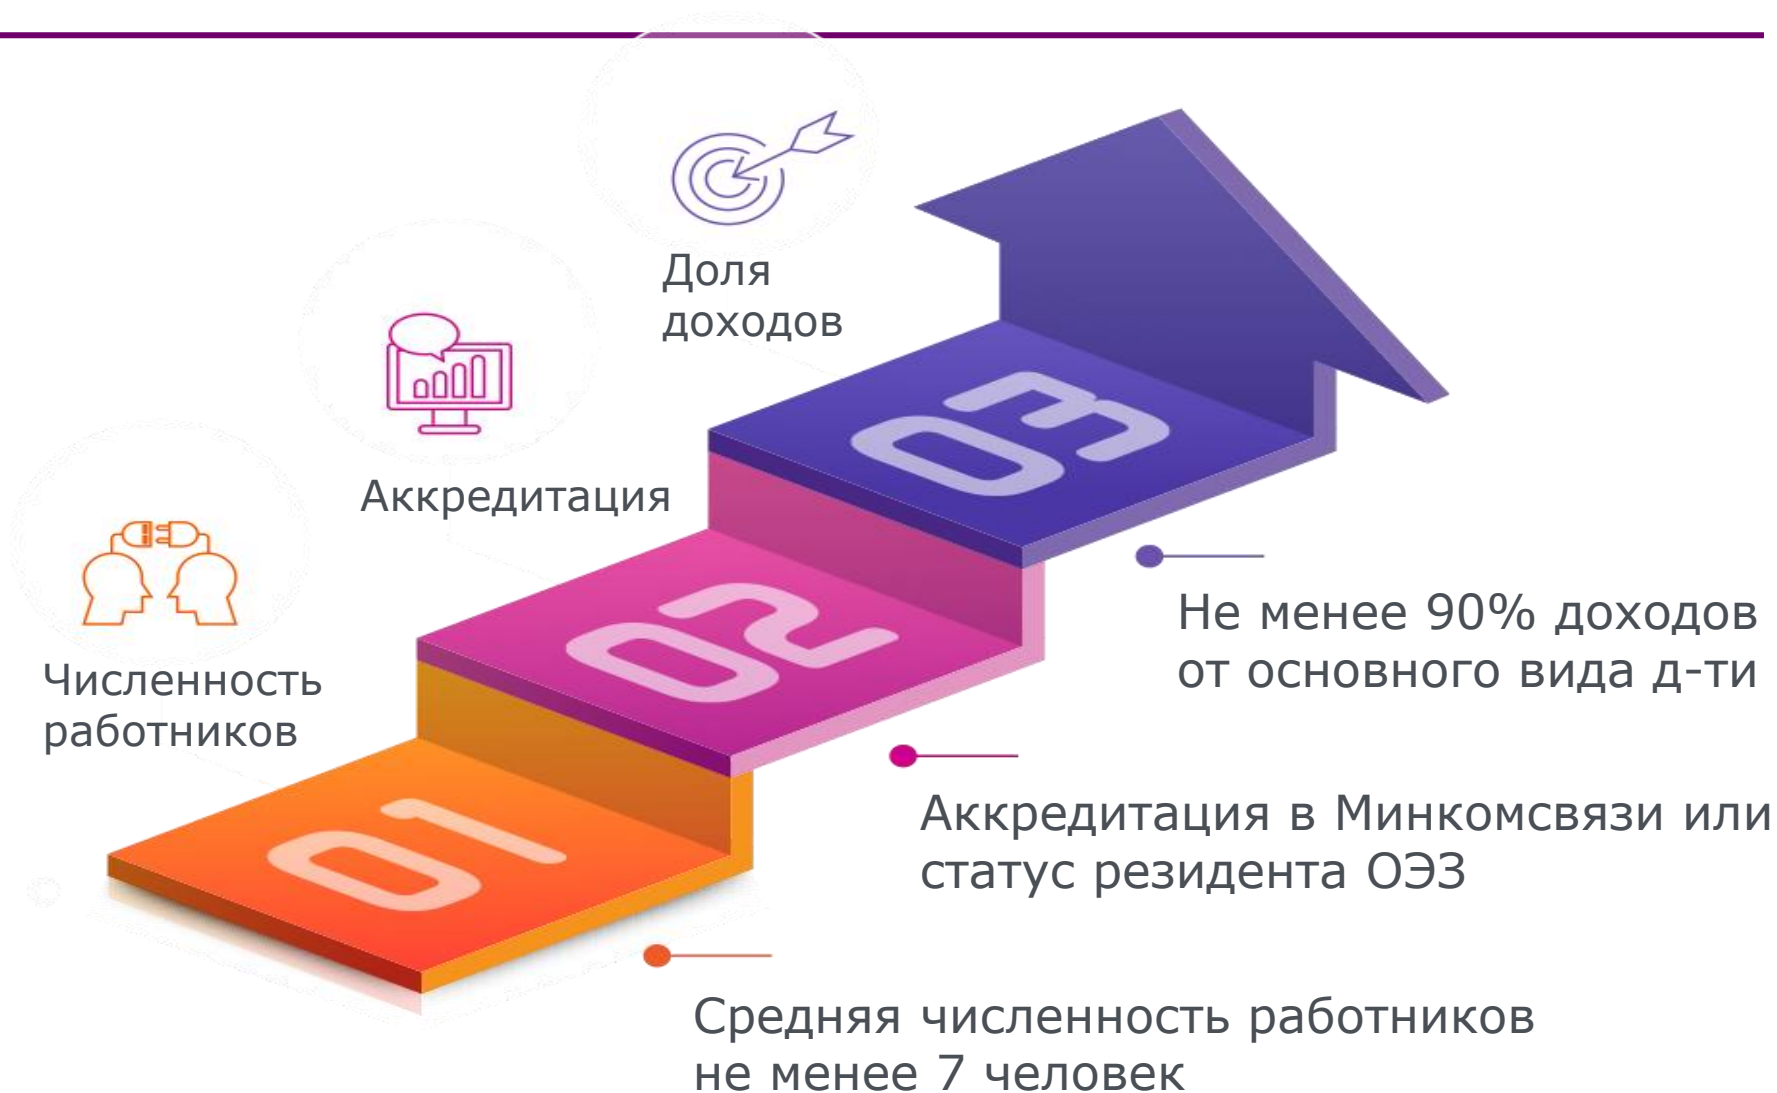 Доля
доходов
Аккредитация
Численность
работников
03
02
01
Не менее 90% доходов
от основного вида д-ти
Аккредитация в Минкомсвязи или
статус резидента ОЭЗ
Средняя численность работников
не менее 7 человек